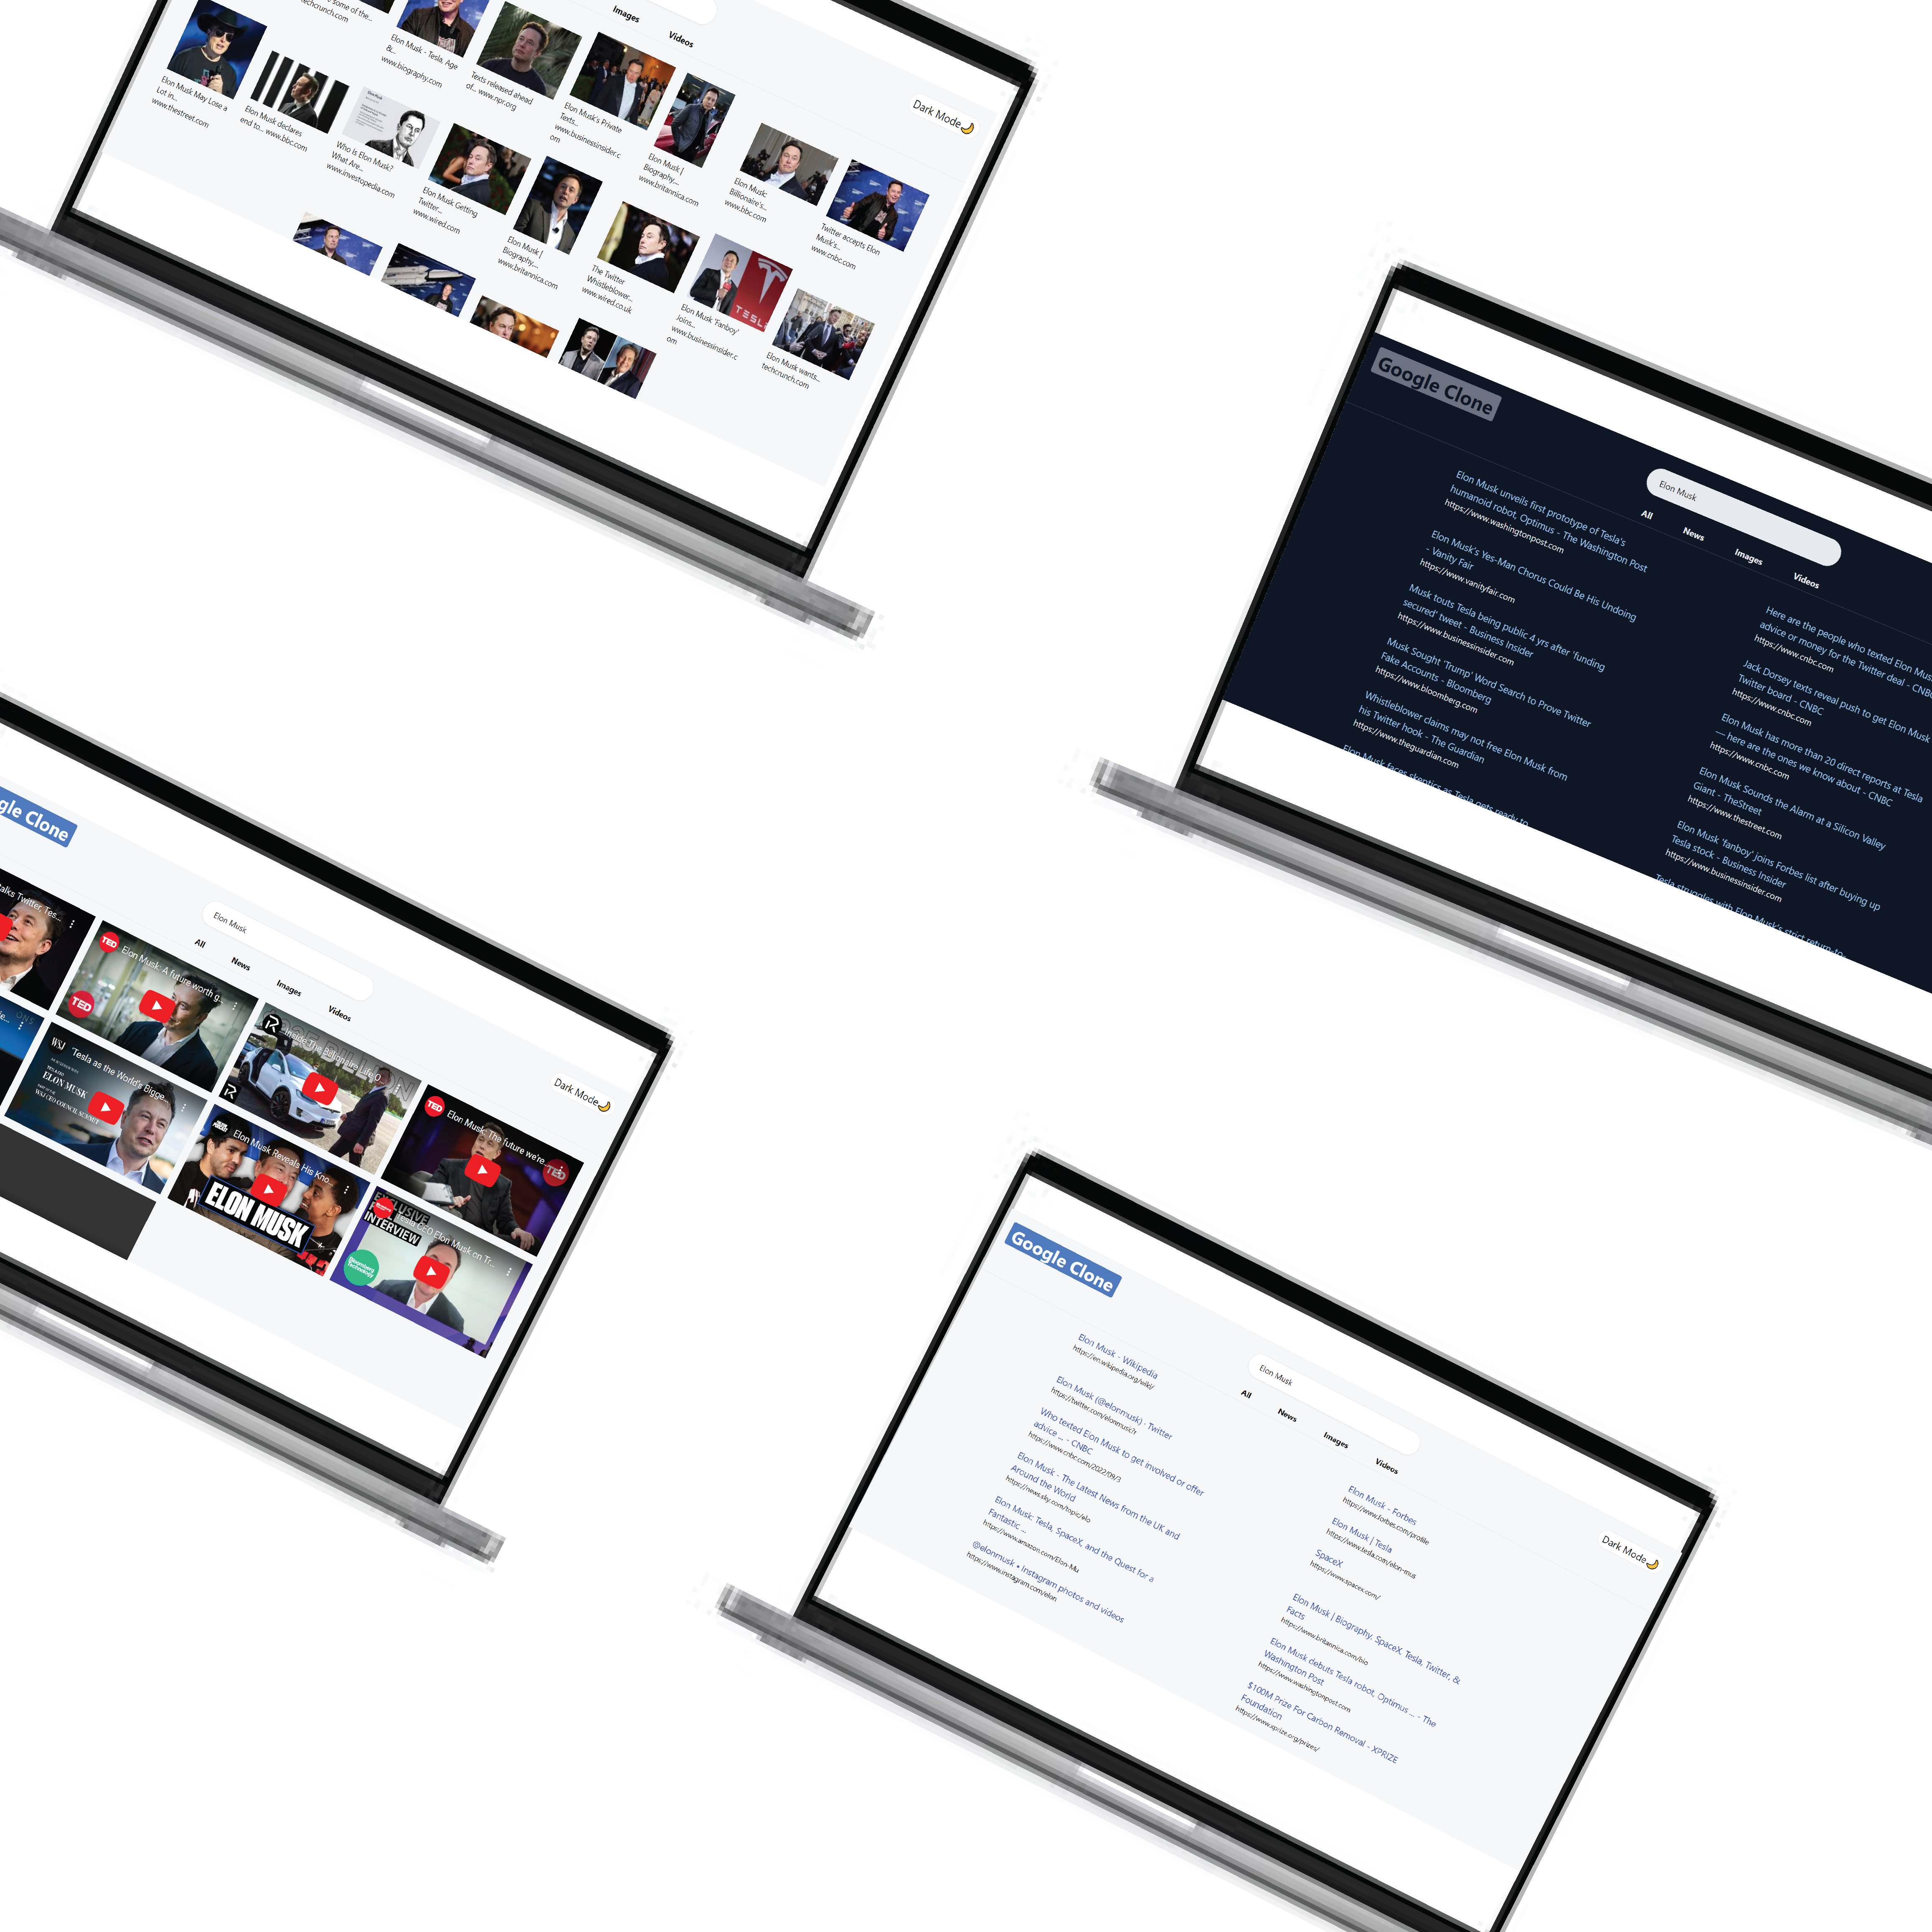 some of the...
techcrunch.com
Images
Videos
Dark Mode🌙
Elon Musk - Tesla, Age
&...
www.biography.com
Texts released ahead
of... www.npr.org
Elon Musk's Private
Texts...
www.businessinsider.c
om
Elon Musk |
Biography,...
www.britannica.com
Elon Musk:
Billionaire's...
www.bbc.com
Twitter accepts Elon
Musk's...
www.cnbc.com
Elon Musk May Lose a
Lot in...
www.thestreet.com
Elon Musk declares
end to... www.bbc.com
Who Is Elon Musk?
What Are...
www.investopedia.com
Elon Musk Getting
Twitter...
www.wired.com
Elon Musk |
Biography,...
www.britannica.com
The Twitter
Whistleblower...
www.wired.co.uk
TESL
Elon Musk 'Fanboy'
Joins...
www.businessinsider.c
om
Elon Musk wants...
techcrunch.com
Google Clone
Elon Musk
All
News
Images
Videos
Elon Musk unveils first prototype of Tesla's
humanoid robot, Optimus - The Washington Post
https://www.washingtonpost.com
Elon Musk's Yes-Man Chorus Could Be His Undoing
- Vanity Fair
https://www.vanityfair.com
Musk touts Tesla being public 4 yrs after 'funding
secured' tweet - Business Insider
https://www.businessinsider.com
Musk Sought 'Trump' Word Search to Prove Twitter
Fake Accounts - Bloomberg
https://www.bloomberg.com
Whistleblower claims may not free Elon Musk from
his Twitter hook - The Guardian
https://www.theguardian.com
Elon Musk faces skeptics as Tesla gets ready to
Here are the people who texted Elon Mus
advice or money for the Twitter deal - CNBC
https://www.cnbc.com
Jack Dorsey texts reveal push to get Elon Musk
Twitter board - CNBC
https://www.cnbc.com
Elon Musk has more than 20 direct reports at Tesla
— here are the ones we know about - CNBC
https://www.cnbc.com
Elon Musk Sounds the Alarm at a Silicon Valley
Giant - TheStreet
https://www.thestreet.com
Elon Musk 'fanboy' joins Forbes list after buying up
Tesla stock - Business Insider
https://www.businessinsider.com
Tesla struggles with Elon Musk's strict return-to-
gle Clone
Elon Musk
All
News
Images
Videos
Dark Mode🌙
talks Twitter, Tes...
TED
Elon Musk: A future worth g...
TED
Inside The Billionaire Life O...
TED
Elon Musk: The future we're...
TED
WSJ
'Tesla as the World's Bigge...
ELON MUSK
WSJ CEO COUNCIL SUMMIT
Elon Musk Reveals His Kno...
ELON MUSK
EXCLUSIVE
INTERVIEW
Tesla CEO Elon Musk on Tr...
Bloomberg
Technology
Google Clone
Elon Musk
All
News
Images
Videos
Dark Mode🌙
Elon Musk - Wikipedia
https://en.wikipedia.org/wiki/
Elon Musk (@elonmusk) · Twitter
https://twitter.com/elonmusk/s
Who texted Elon Musk to get involved or offer
advice ... - CNBC
https://www.cnbc.com/2022/09/3
Elon Musk - The Latest News from the UK and
Around the World
https://news.sky.com/topic/elo
Elon Musk: Tesla, SpaceX, and the Quest for a
Fantastic ...
https://www.amazon.com/Elon-Mu
@elonmusk • Instagram photos and videos
https://www.instagram.com/elon
Elon Musk - Forbes
https://www.forbes.com/profile
Elon Musk | Tesla
https://www.tesla.com/elon-mus
SpaceX
https://www.spacex.com/
Elon Musk | Biography, SpaceX, Tesla, Twitter, &
Facts
https://www.britannica.com/bio
Elon Musk debuts Tesla robot, Optimus ... - The
Washington Post
https://www.washingtonpost.com
$100M Prize For Carbon Removal - XPRIZE
Foundation
https://www.xprize.org/prizes/